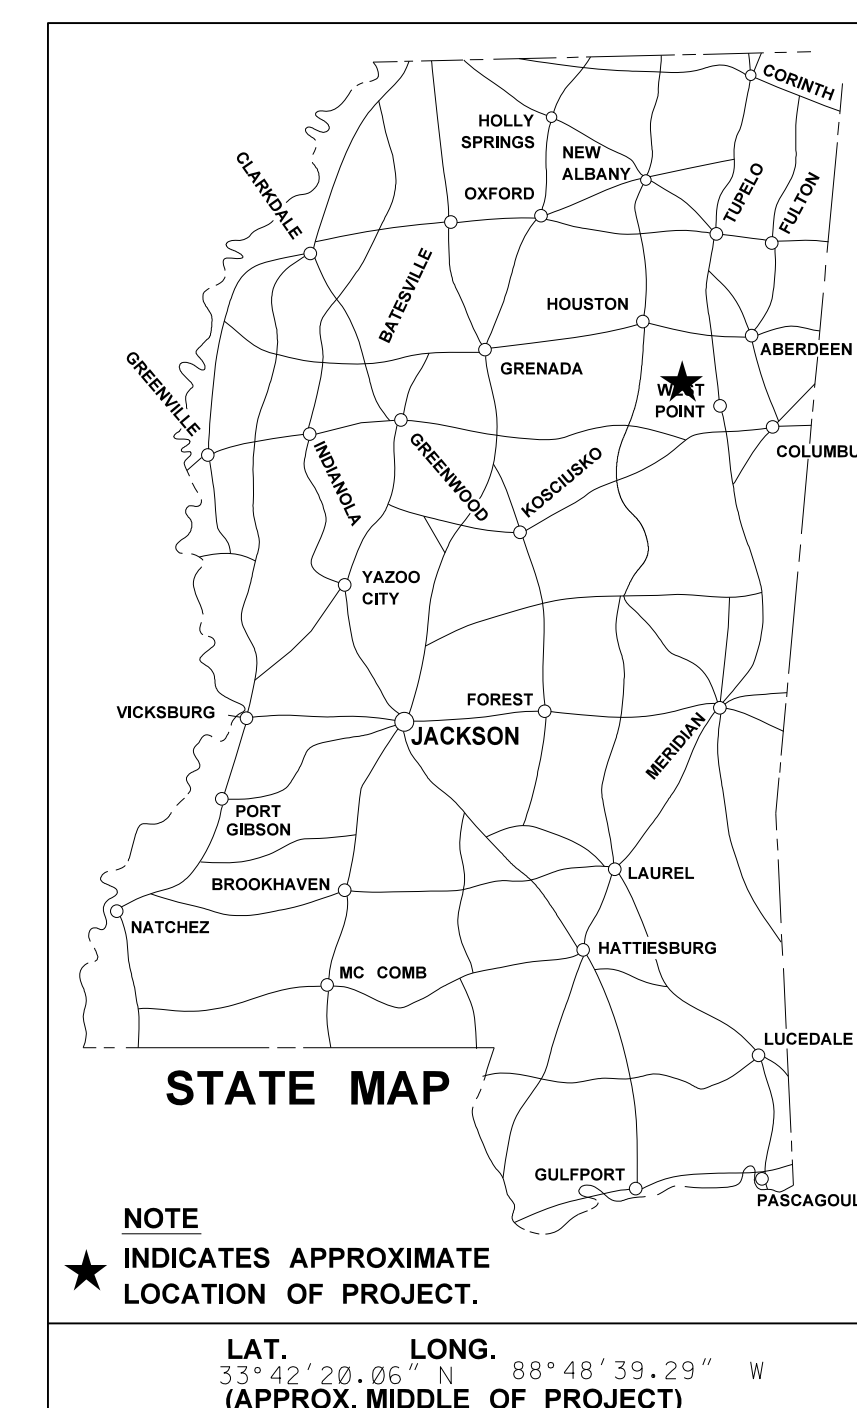 CORINTH
HOLLY
SPRINGS
NEW
ALBANY
CLARKDALE
OXFORD
TUPELO
FULTON
BATESVILLE
HOUSTON
GREENVILLE
GRENADA
ABERDEEN
WEST
POINT
COLUMBU
INDIANOLA
GREENWOOD
KOSCIUSKO
YAZOO
CITY
VICKSBURG
FOREST
JACKSON
MERIDIAN
PORT
GIBSON
BROOKHAVEN
LAUREL
NATCHEZ
HATTIESBURG
MC COMB
LUCEDALE
STATE MAP
GULFPORT
PASCAGOUL
NOTE
INDICATES APPROXIMATE
LOCATION OF PROJECT.
LAT. LONG.
33°42'20.06" N 88°48'39.29" W
(APPROX. MIDDLE OF PROJECT)